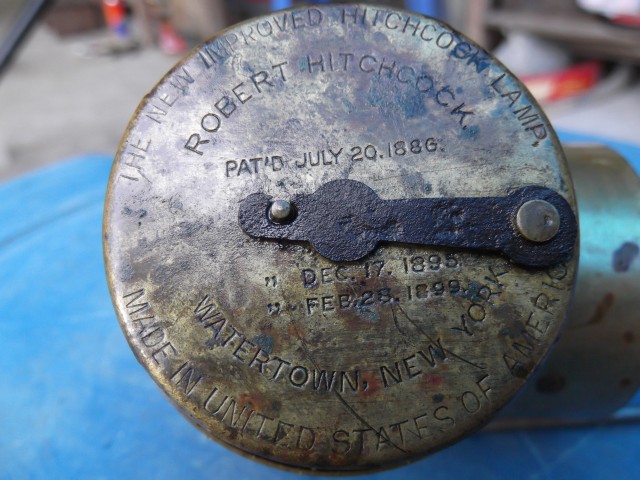 THE NEW IMPROVED HITCHCOCK LAMP.
ROBERT HITCHCOCK.
PAT'D JULY 20.1886.
,, DEC. 17. 1895.
,, FEB. 28. 1899.
WATERTOWN, NEW YORK
MADE IN UNITED STATES OF AMERICA